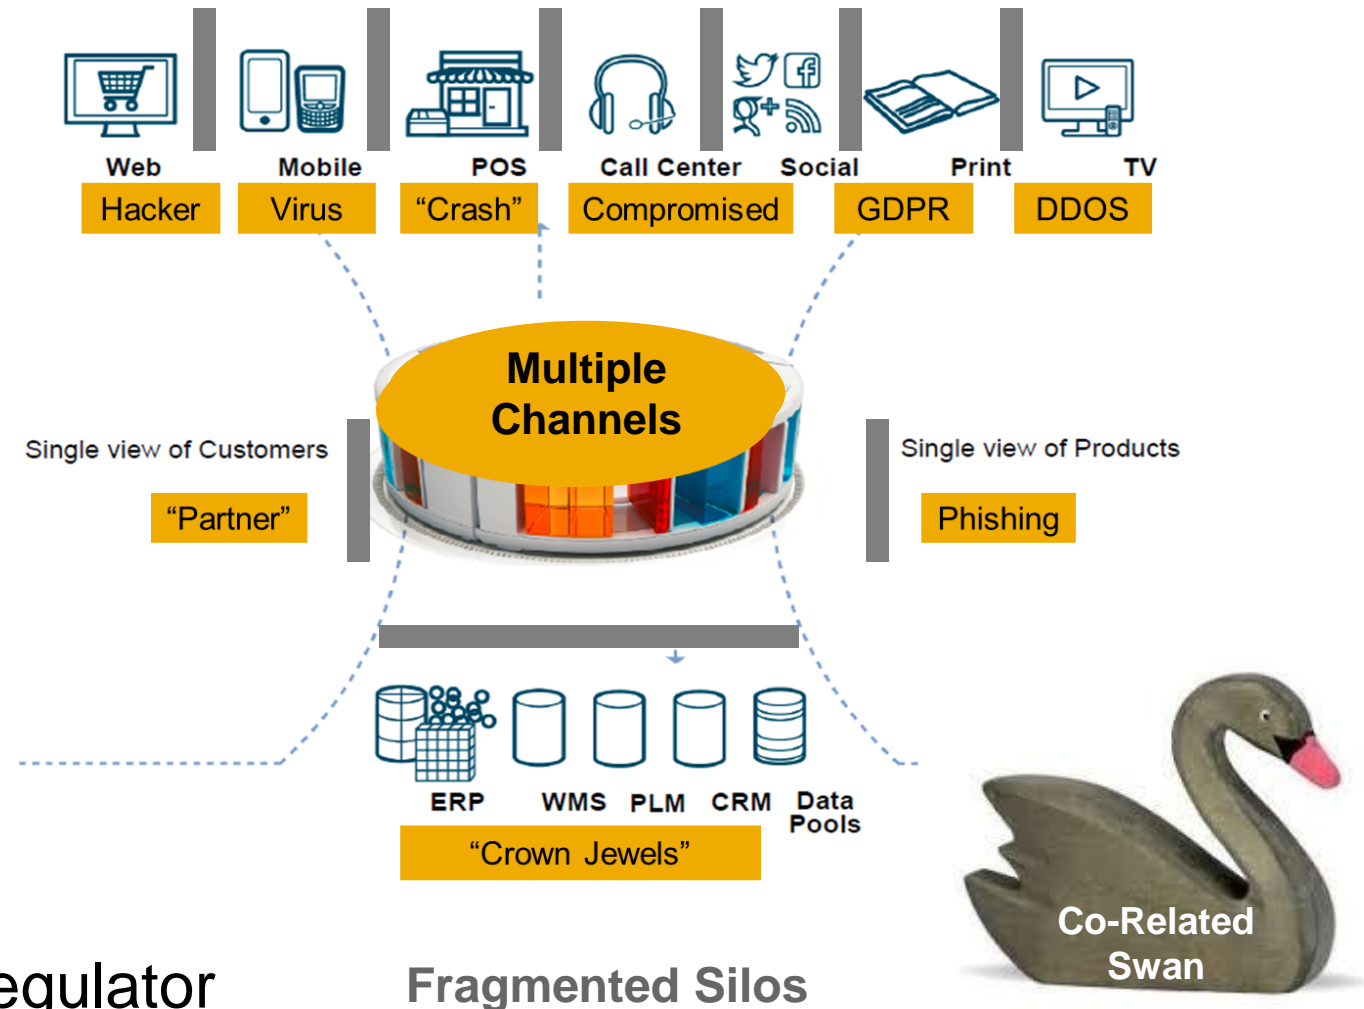 Web
Mobile
POS
Call Center
Social
Print
TV
Hacker
Virus
“Crash”
Compromised
GDPR
DDOS
Multiple
Channels
Single view of Customers
Single view of Products
“Partner”
Phishing
ERP
WMS
PLM
CRM
Data
Pools
“Crown Jewels”
Co-Related
Swan
egulator
Fragmented Silos